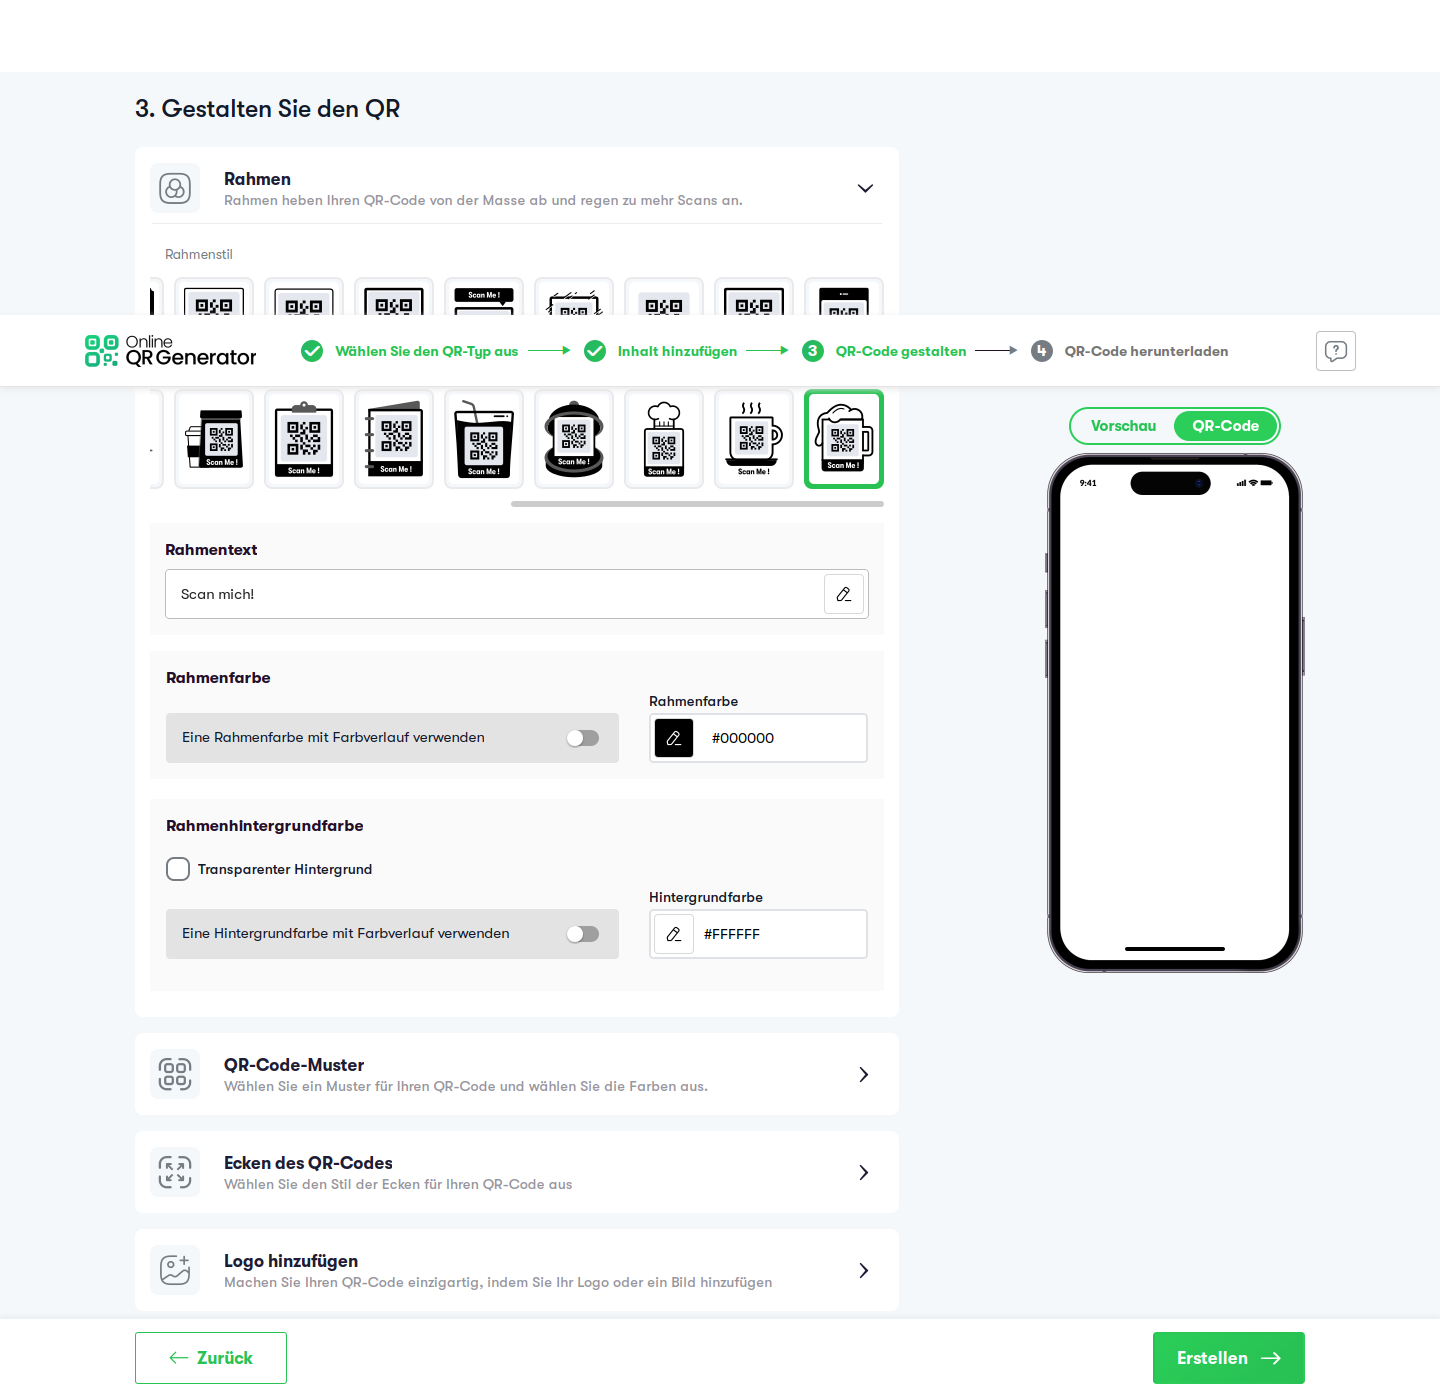 3. Gestalten Sie den QR
Rahmen
Rahmen heben Ihren QR-Code von der Masse ab und regen zu mehr Scans an.
Rahmenstil
Scan Me !
Online
QR Generator
Wählen Sie den QR-Typ aus
Inhalt hinzufügen
3 QR-Code gestalten
4 QR-Code herunterladen
Scan Me !
Scan Me !
Scan Me !
Scan Me !
Scan Me !
Scan Me !
Scan Me !
Scan Me !
Vorschau
QR-Code
9:41
Rahmentext
Scan mich!
Rahmenfarbe
Rahmenfarbe
Eine Rahmenfarbe mit Farbverlauf verwenden
#000000
Rahmenhintergrundfarbe
Transparenter Hintergrund
Hintergrundfarbe
Eine Hintergrundfarbe mit Farbverlauf verwenden
#FFFFFF
QR-Code-Muster
Wählen Sie ein Muster für Ihren QR-Code und wählen Sie die Farben aus.
Ecken des QR-Codes
Wählen Sie den Stil der Ecken für Ihren QR-Code aus
Logo hinzufügen
Machen Sie Ihren QR-Code einzigartig, indem Sie Ihr Logo oder ein Bild hinzufügen
Zurück
Erstellen